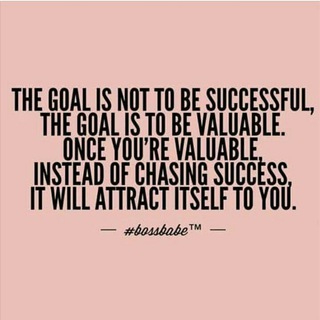 THE GOAL IS NOT TO BE SUCCESSFUL,
THE GOAL IS TO BE VALUABLE.
ONCE YOU'RE VALUABLE,
INSTEAD OF CHASING SUCCESS,
IT WILL ATTRACT ITSELF TO YOU.
— #bossbabe™ —